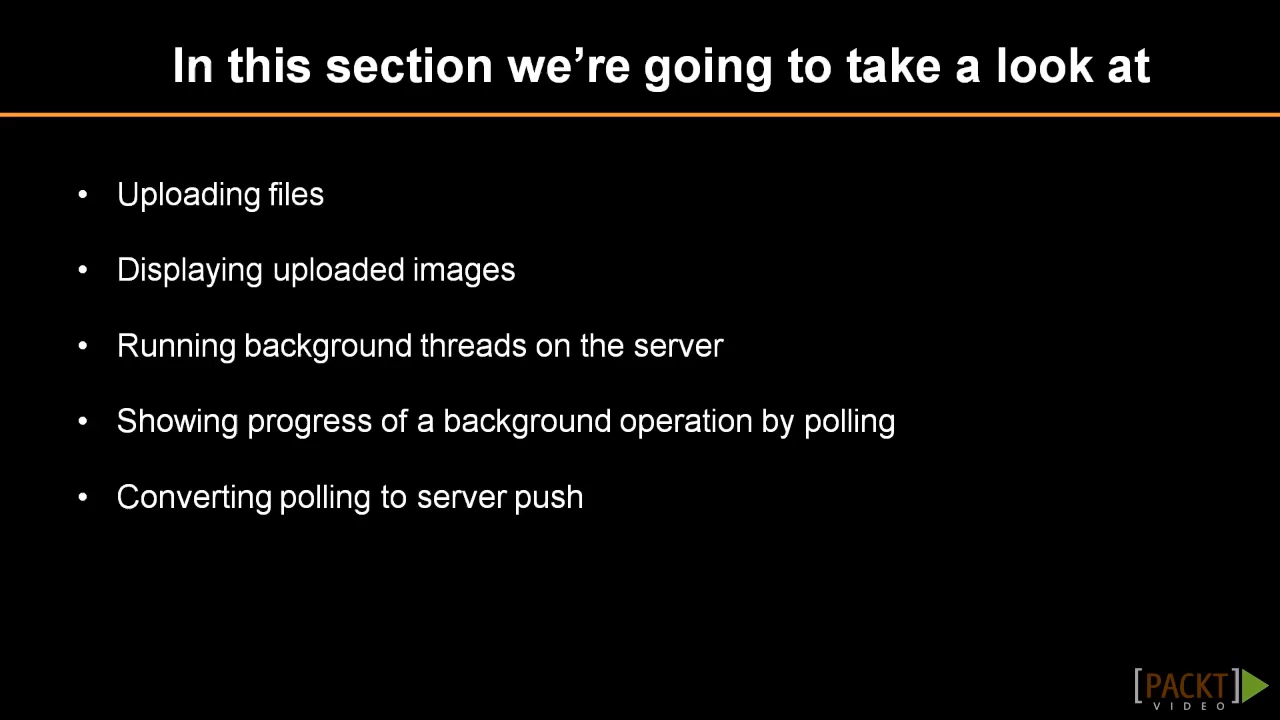 In this section we’re going to take a look at
• Uploading files
• Displaying uploaded images
• Running background threads on the server
• Showing progress of a background operation by polling
• Converting polling to server push
[PACKT]
VIDEO